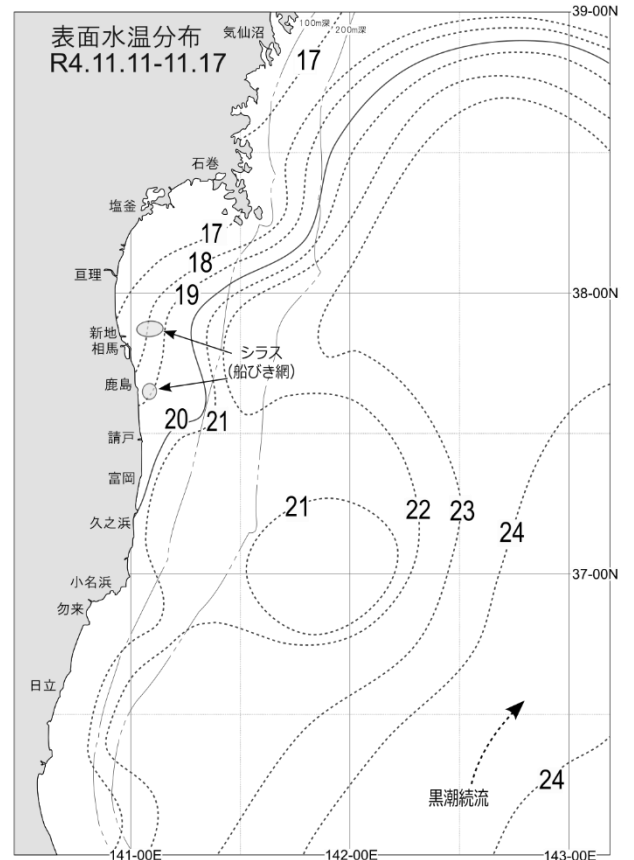 表面水温分布
R4.11.11-11.17
気仙沼
100m深
200m深
39-00N
17
石巻
塩釜
17
18
亘理
19
38-00N
新地
相馬
シラス
(船びき網)
鹿島
20
21
請戸
富岡
21
22
23
24
久之浜
37-00N
小名浜
勿来
日立
黒潮続流
24
141-00E
142-00E
143-00E